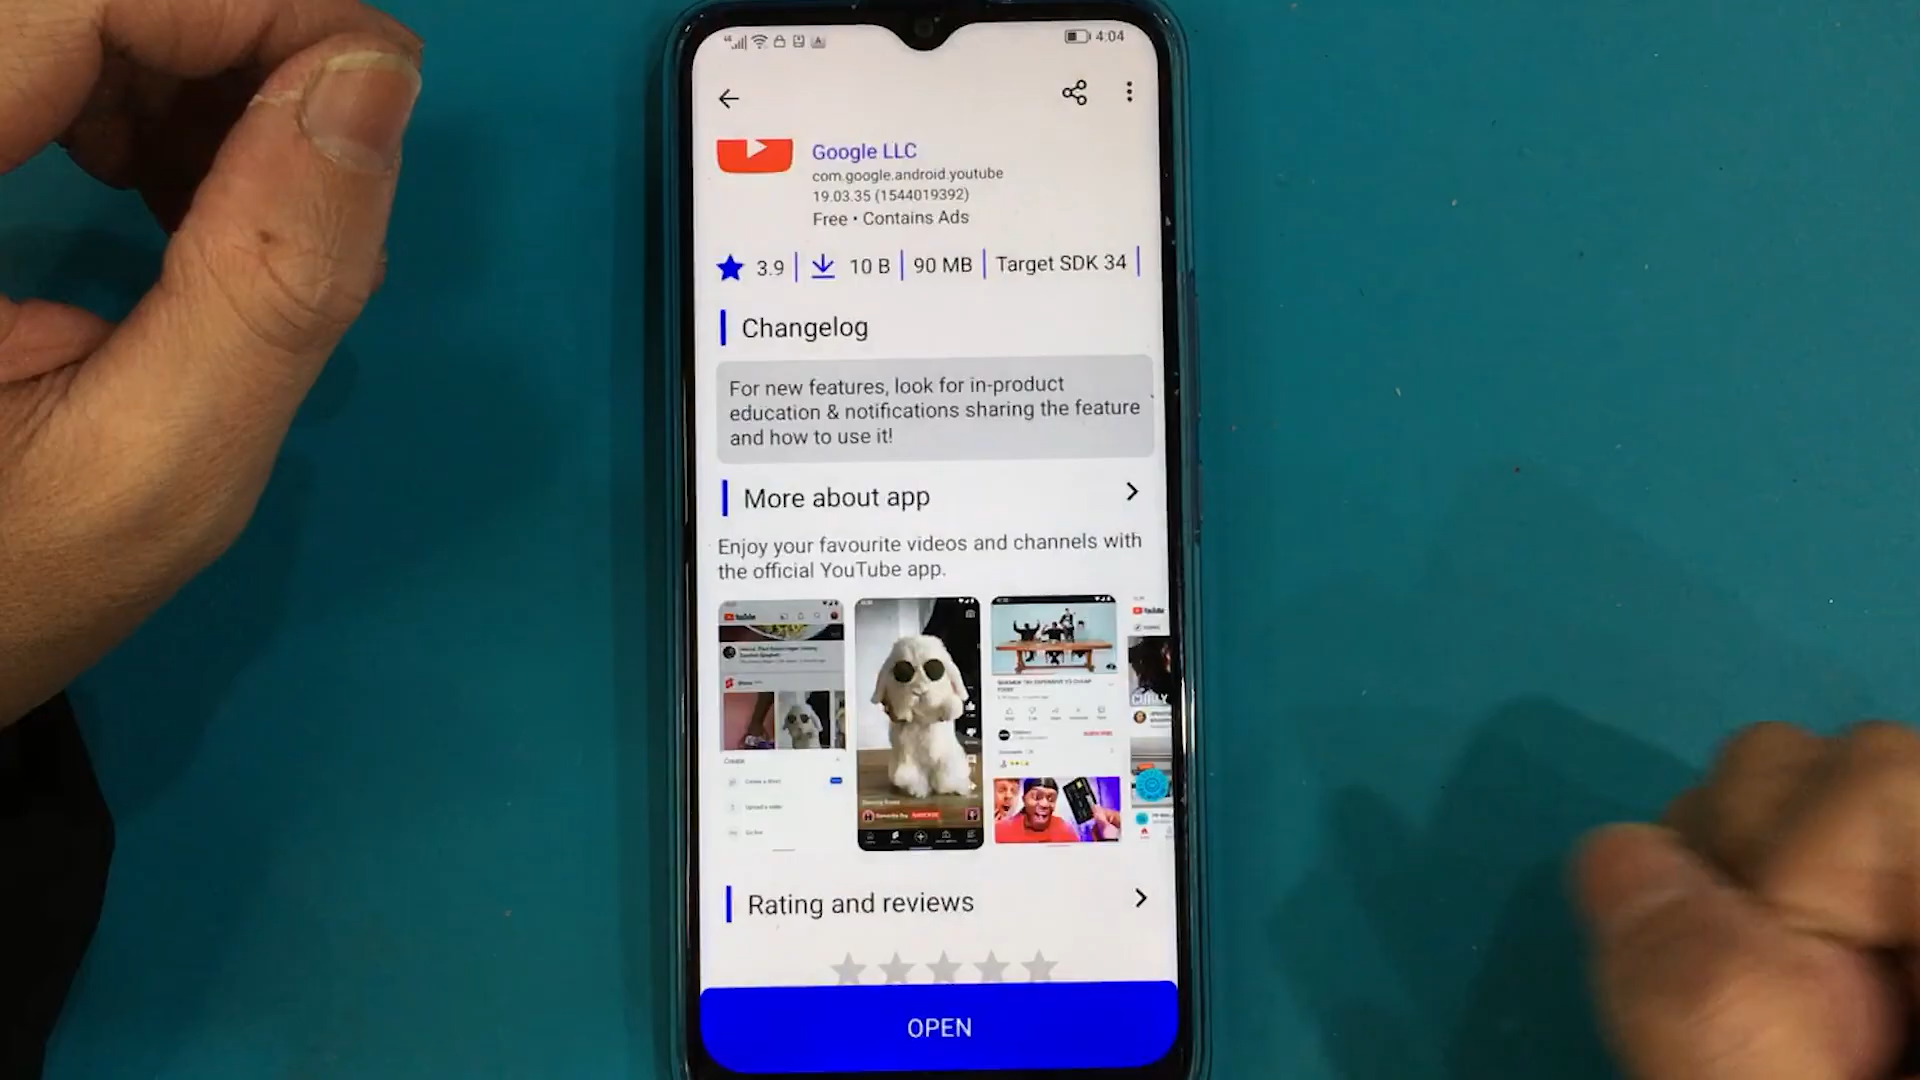 4:04
Google LLC
com.google.android.youtube
19.03.35 (1544019392)
Free • Contains Ads
3.9 10 B 90 MB Target SDK 34
Changelog
For new features, look for in-product
education & notifications sharing the feature
and how to use it!
More about app
Enjoy your favourite videos and channels with
the official YouTube app.
YouTube
Create
CURLY
Rating and reviews
OPEN